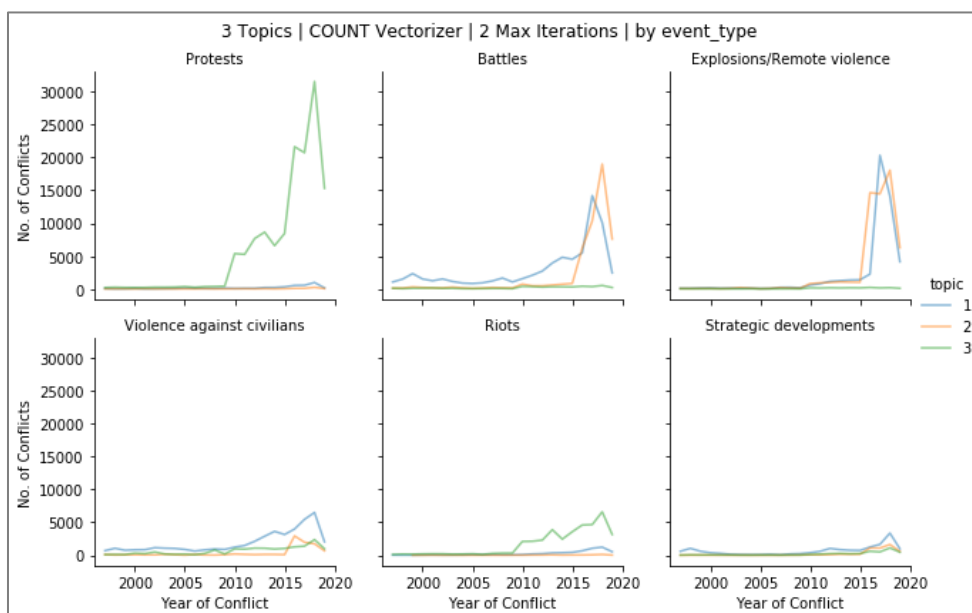 3 Topics | COUNT Vectorizer | 2 Max Iterations | by event_type
Protests
Battles
Explosions/Remote violence
No. of Conflicts
30000
25000
20000
15000
10000
5000
0
Violence against civilians
Riots
Strategic developments
No. of Conflicts
30000
25000
20000
15000
10000
5000
0
2000 2005 2010 2015 2020
2000 2005 2010 2015 2020
2000 2005 2010 2015 2020
Year of Conflict
Year of Conflict
Year of Conflict
topic
1
2
3